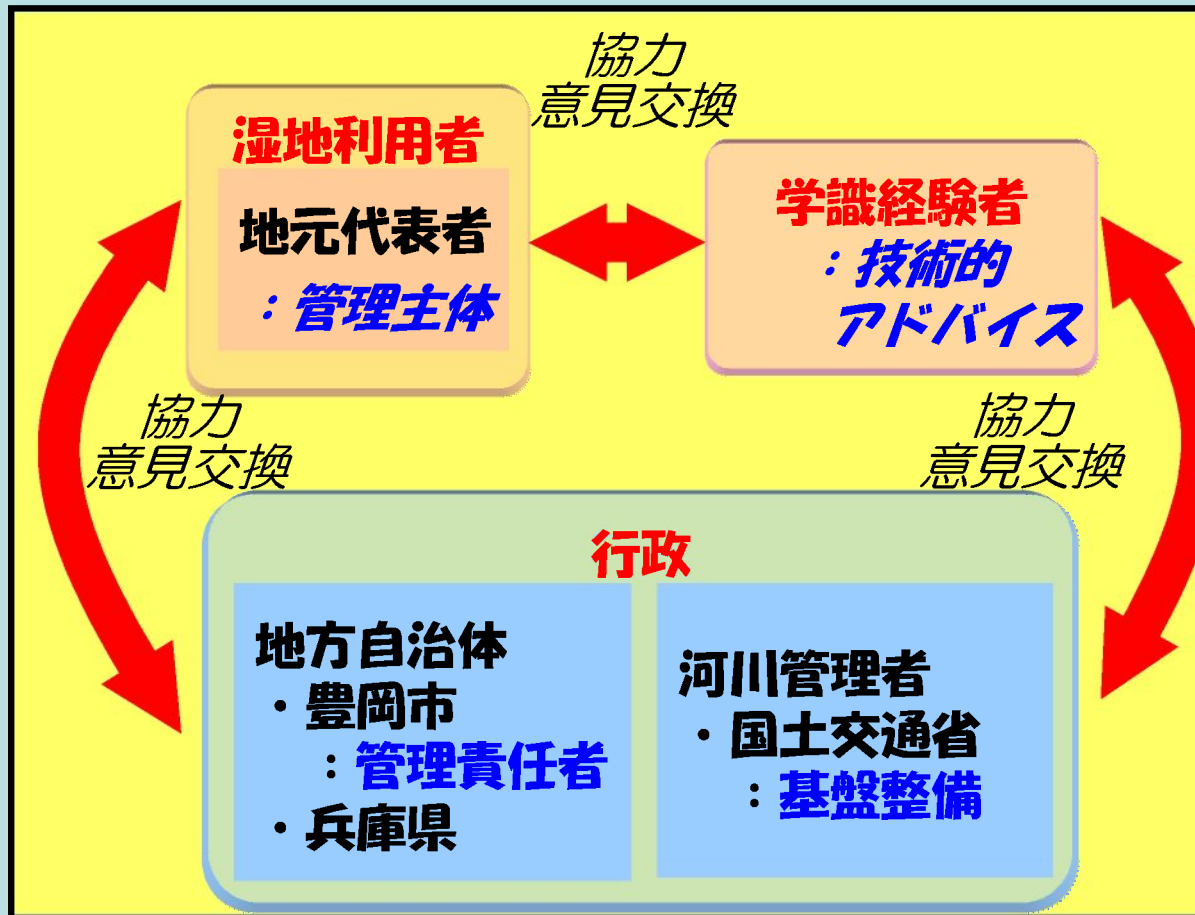 協力
意見交換
湿地利用者
地元代表者
：管理主体
学識経験者
：技術的
アドバイス
協力
意見交換
協力
意見交換
行政
地方自治体
・豊岡市
：管理責任者
・兵庫県
河川管理者
・国土交通省
：基盤整備